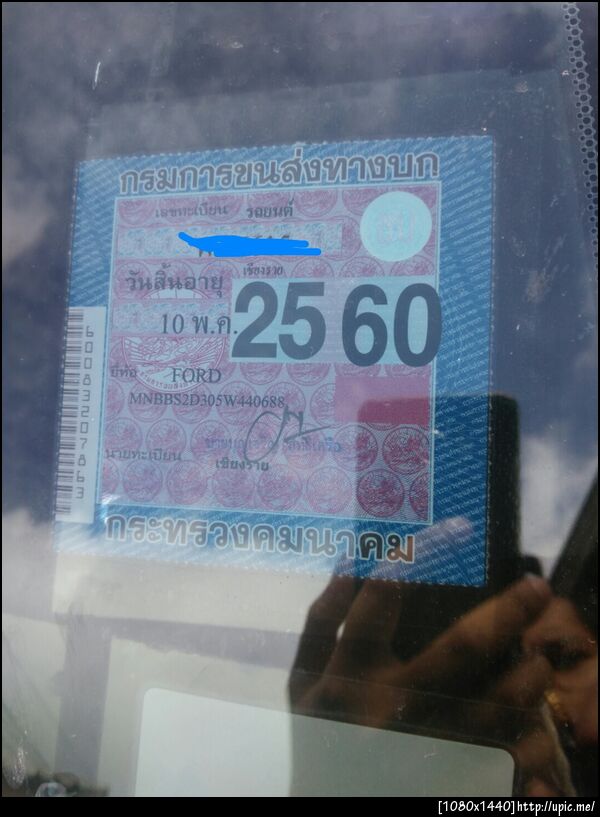 กรมการขนส่งทางบก
เลขทะเบียน รถยนต์
เชียงราย
วันสิ้นอายุ
10 พ.ค. 2560
ยี่ห้อ FORD
MNBBS2D305W440688
นายทะเบียน เชียงราย
กระทรวงคมนาคม
60083207863
[1080x1440]http://upic.me/